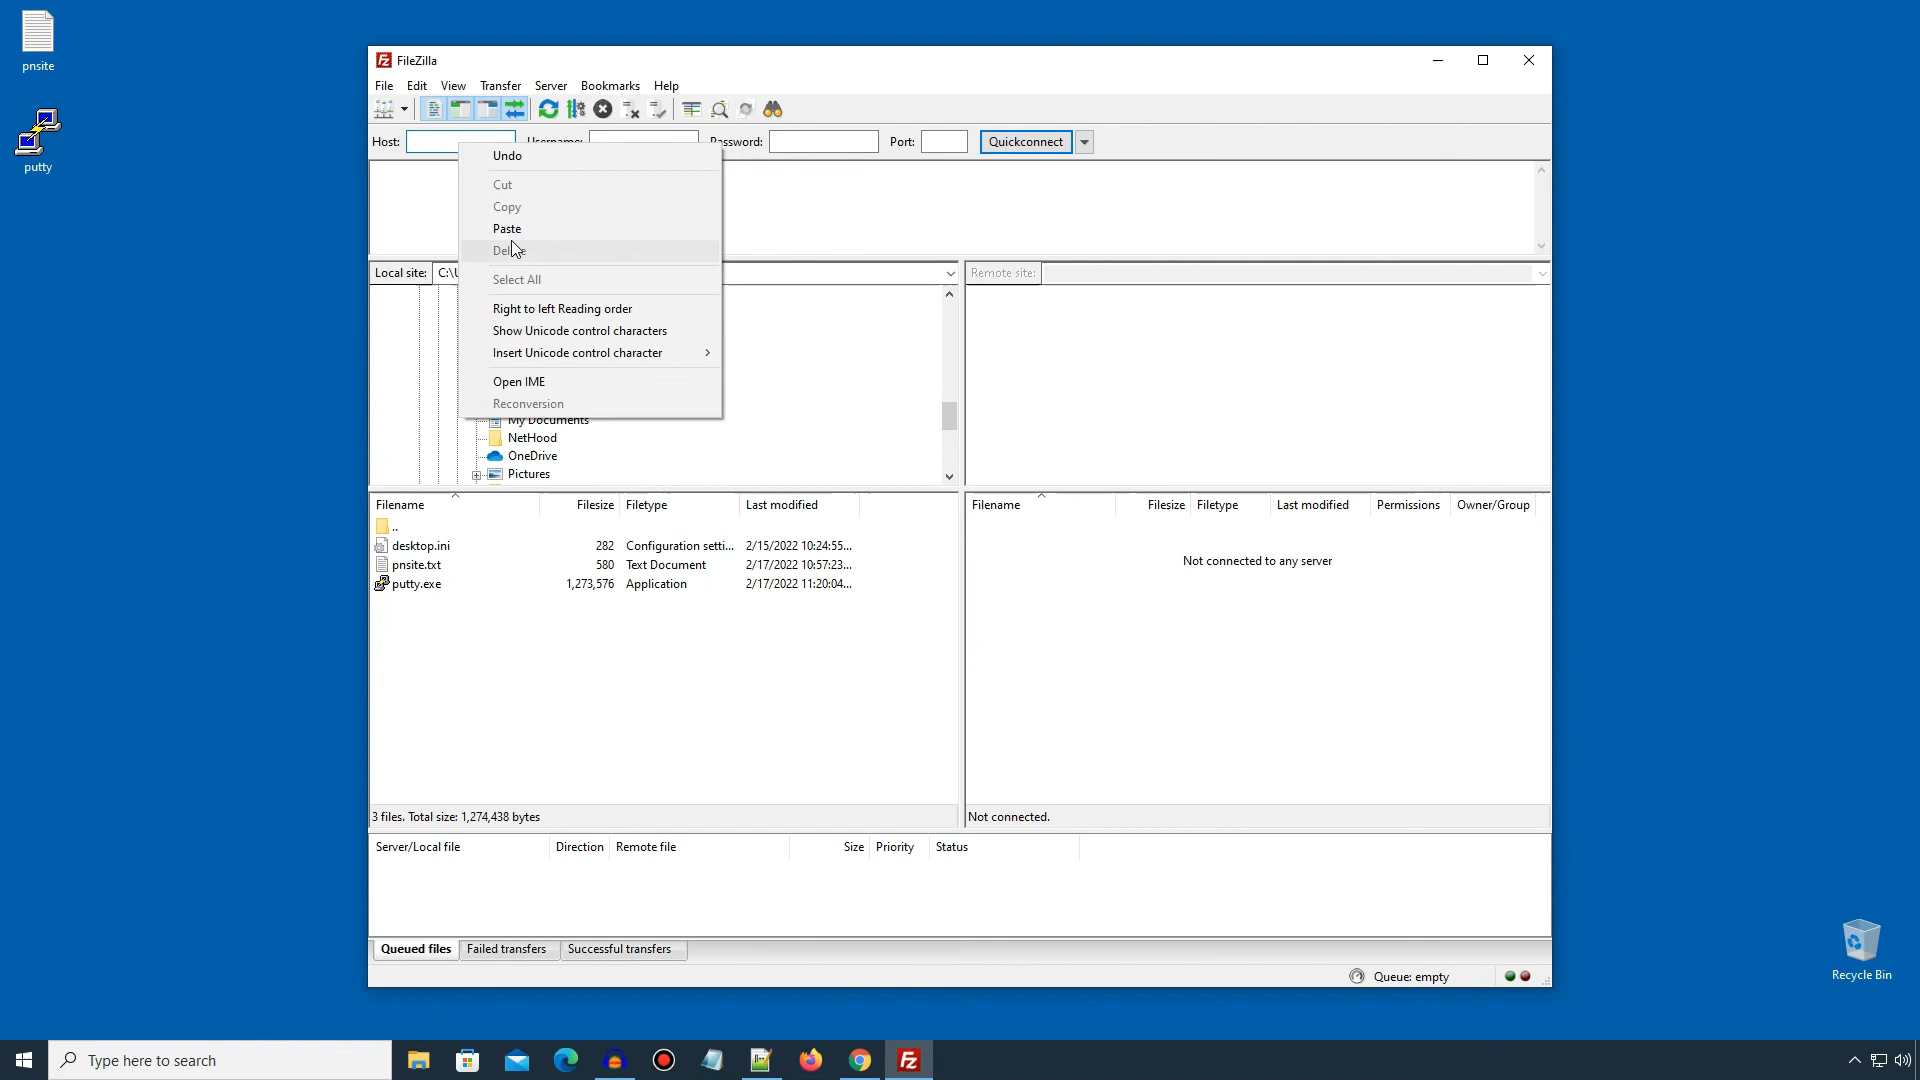 pnsite
putty
FileZilla
File Edit View Transfer Server Bookmarks Help
Host: Username: Password: Port: Quickconnect
Undo
Cut
Copy
Paste
Delete
Select All
Right to left Reading order
Show Unicode control characters
Insert Unicode control character
Open IME
Reconversion
Local site: C:\U
Remote site:
My Documents
NetHood
OneDrive
Pictures
Filename Filesize Filetype Last modified
..
desktop.ini 282 Configuration setti... 2/15/2022 10:24:55...
pnsite.txt 580 Text Document 2/17/2022 10:57:23...
putty.exe 1,273,576 Application 2/17/2022 11:20:04...
3 files. Total size: 1,274,438 bytes
Filename Filesize Filetype Last modified Permissions Owner/Group
Not connected to any server
Not connected.
Server/Local file Direction Remote file Size Priority Status
Queued files Failed transfers Successful transfers
Queue: empty
Recycle Bin
Type here to search